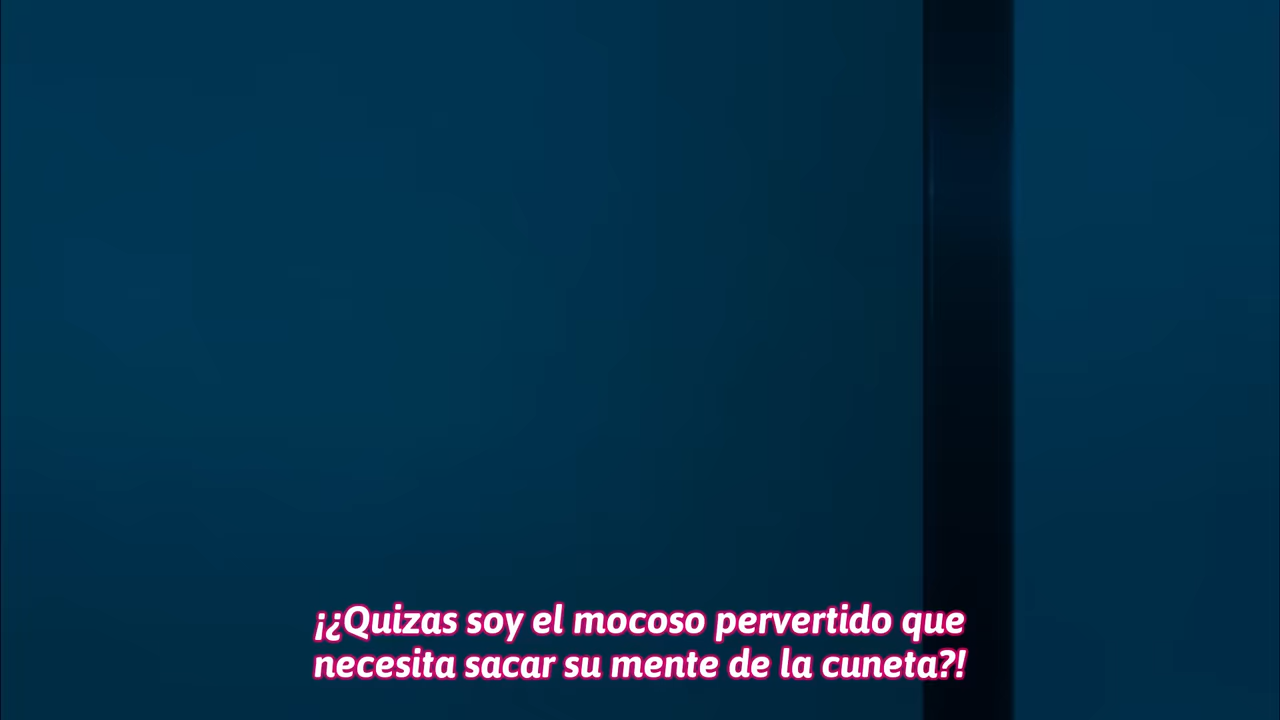 ¡¿Quizas soy el mocoso pervertido que
necesita sacar su mente de la cuneta?!